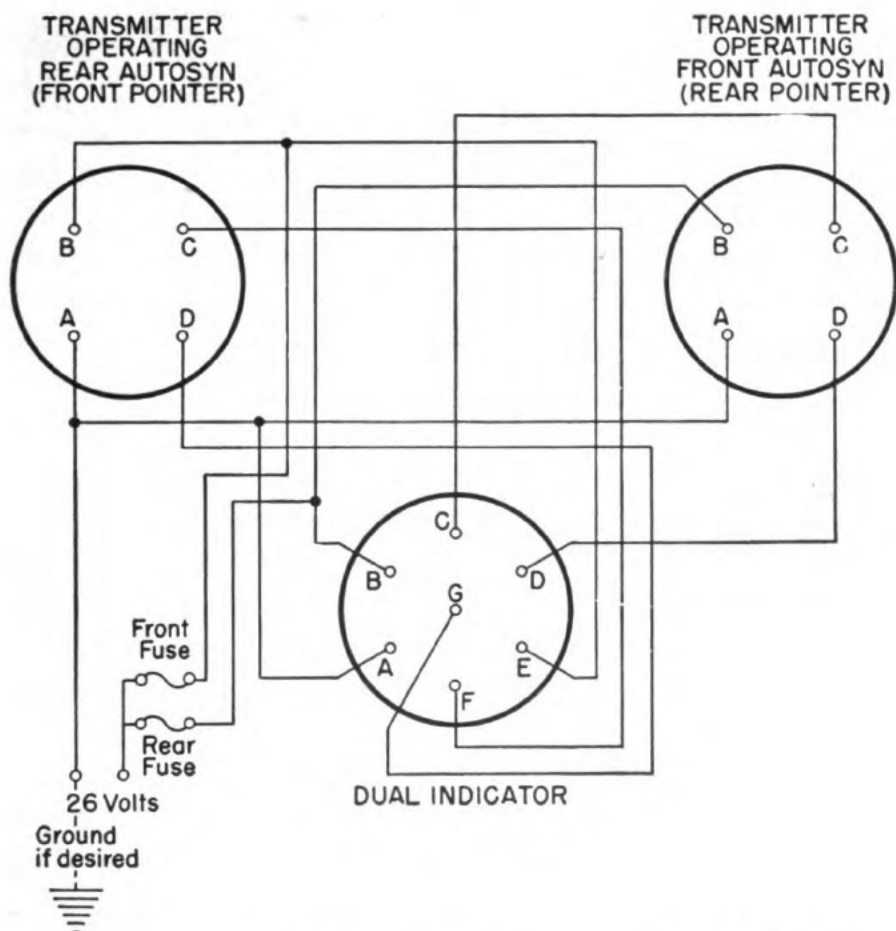 TRANSMITTER
OPERATING
REAR AUTOSYN
(FRONT POINTER)
TRANSMITTER
OPERATING
FRONT AUTOSYN
(REAR POINTER)
B
C
A
D
B
C
A
D
C
B
D
G
A
E
F
Front
Fuse
Rear
Fuse
26 Volts
DUAL INDICATOR
Ground
if desired